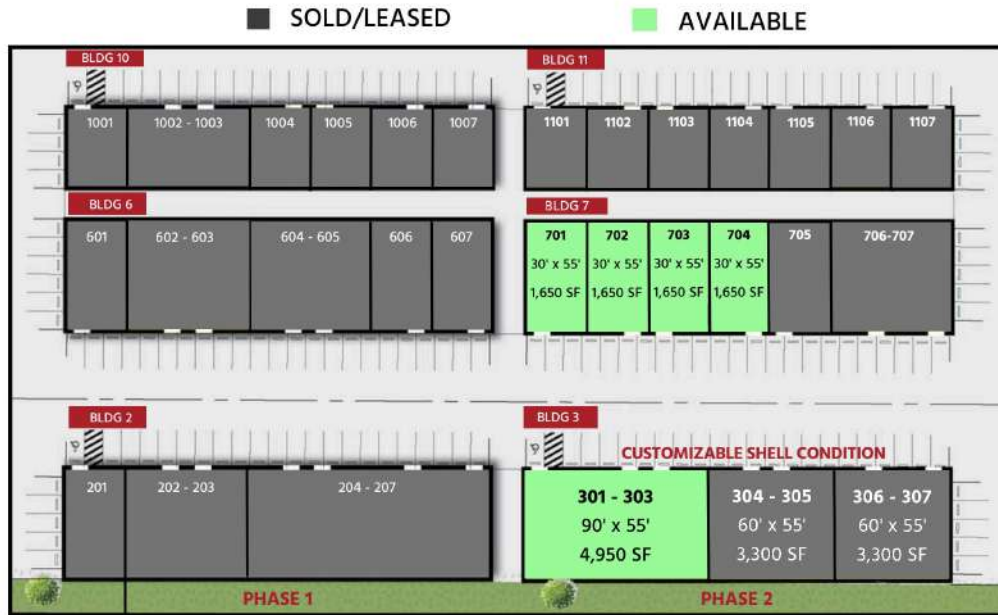 SOLD/LEASED
AVAILABLE
BLDG 10
BLDG 11
1001
1002 - 1003
1004
1005
1006
1007
1101
1102
1103
1104
1105
1106
1107
BLDG 6
BLDG 7
601
602 - 603
604 - 605
606
607
701
30' x 55'
1,650 SF
702
30' x 55'
1,650 SF
703
30' x 55'
1,650 SF
704
30' x 55'
1,650 SF
705
706-707
BLDG 2
BLDG 3
CUSTOMIZABLE SHELL CONDITION
201
202 - 203
204 - 207
301 - 303
90' x 55'
4,950 SF
304 - 305
60' x 55'
3,300 SF
306 - 307
60' x 55'
3,300 SF
PHASE 1
PHASE 2